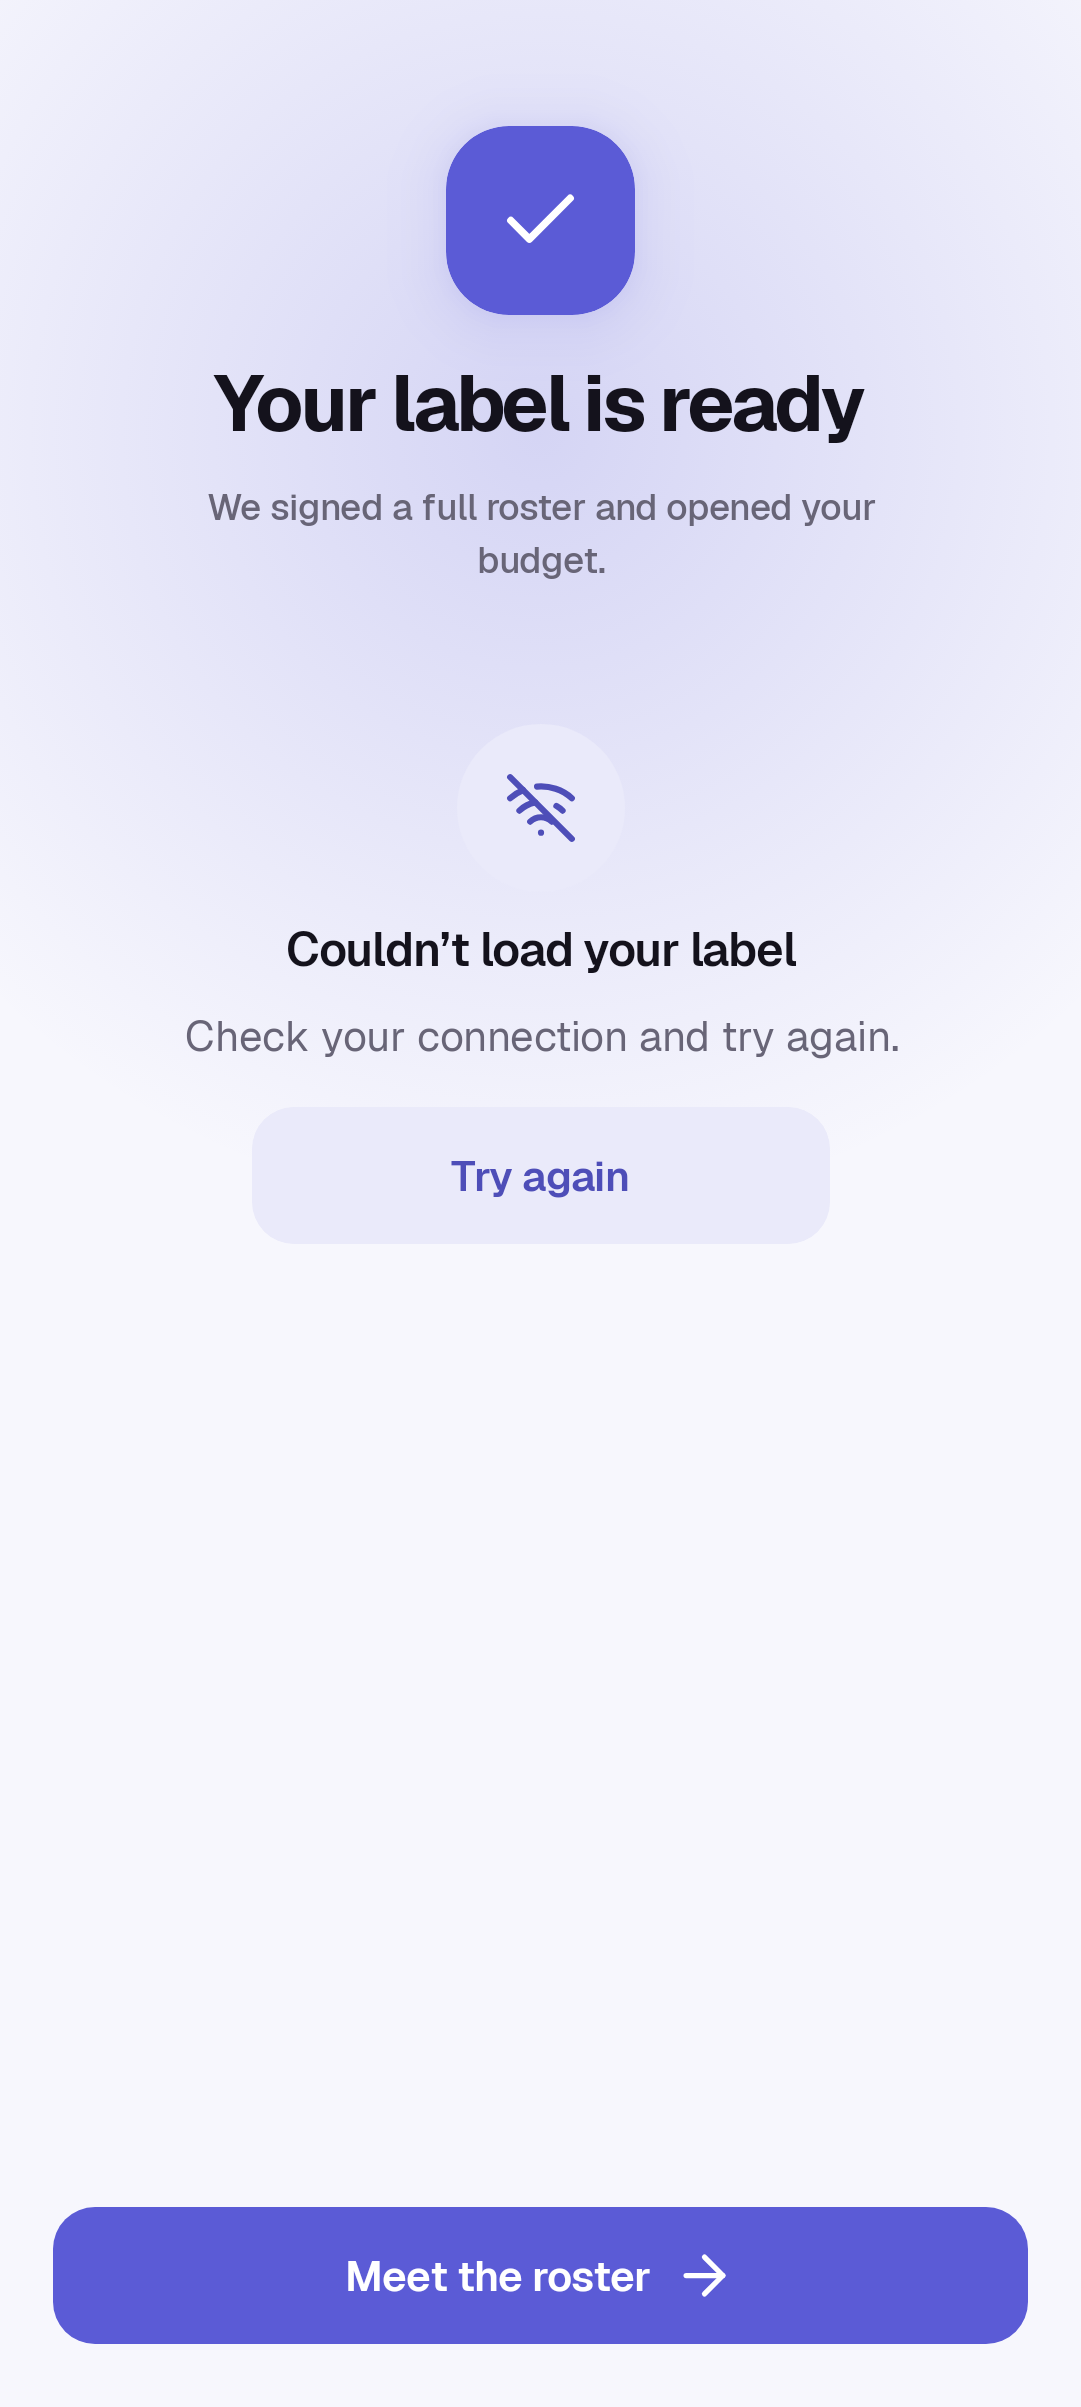 Your label is ready
We signed a full roster and opened your
budget.
Couldn’t load your label
Check your connection and try again.
Try again
Meet the roster